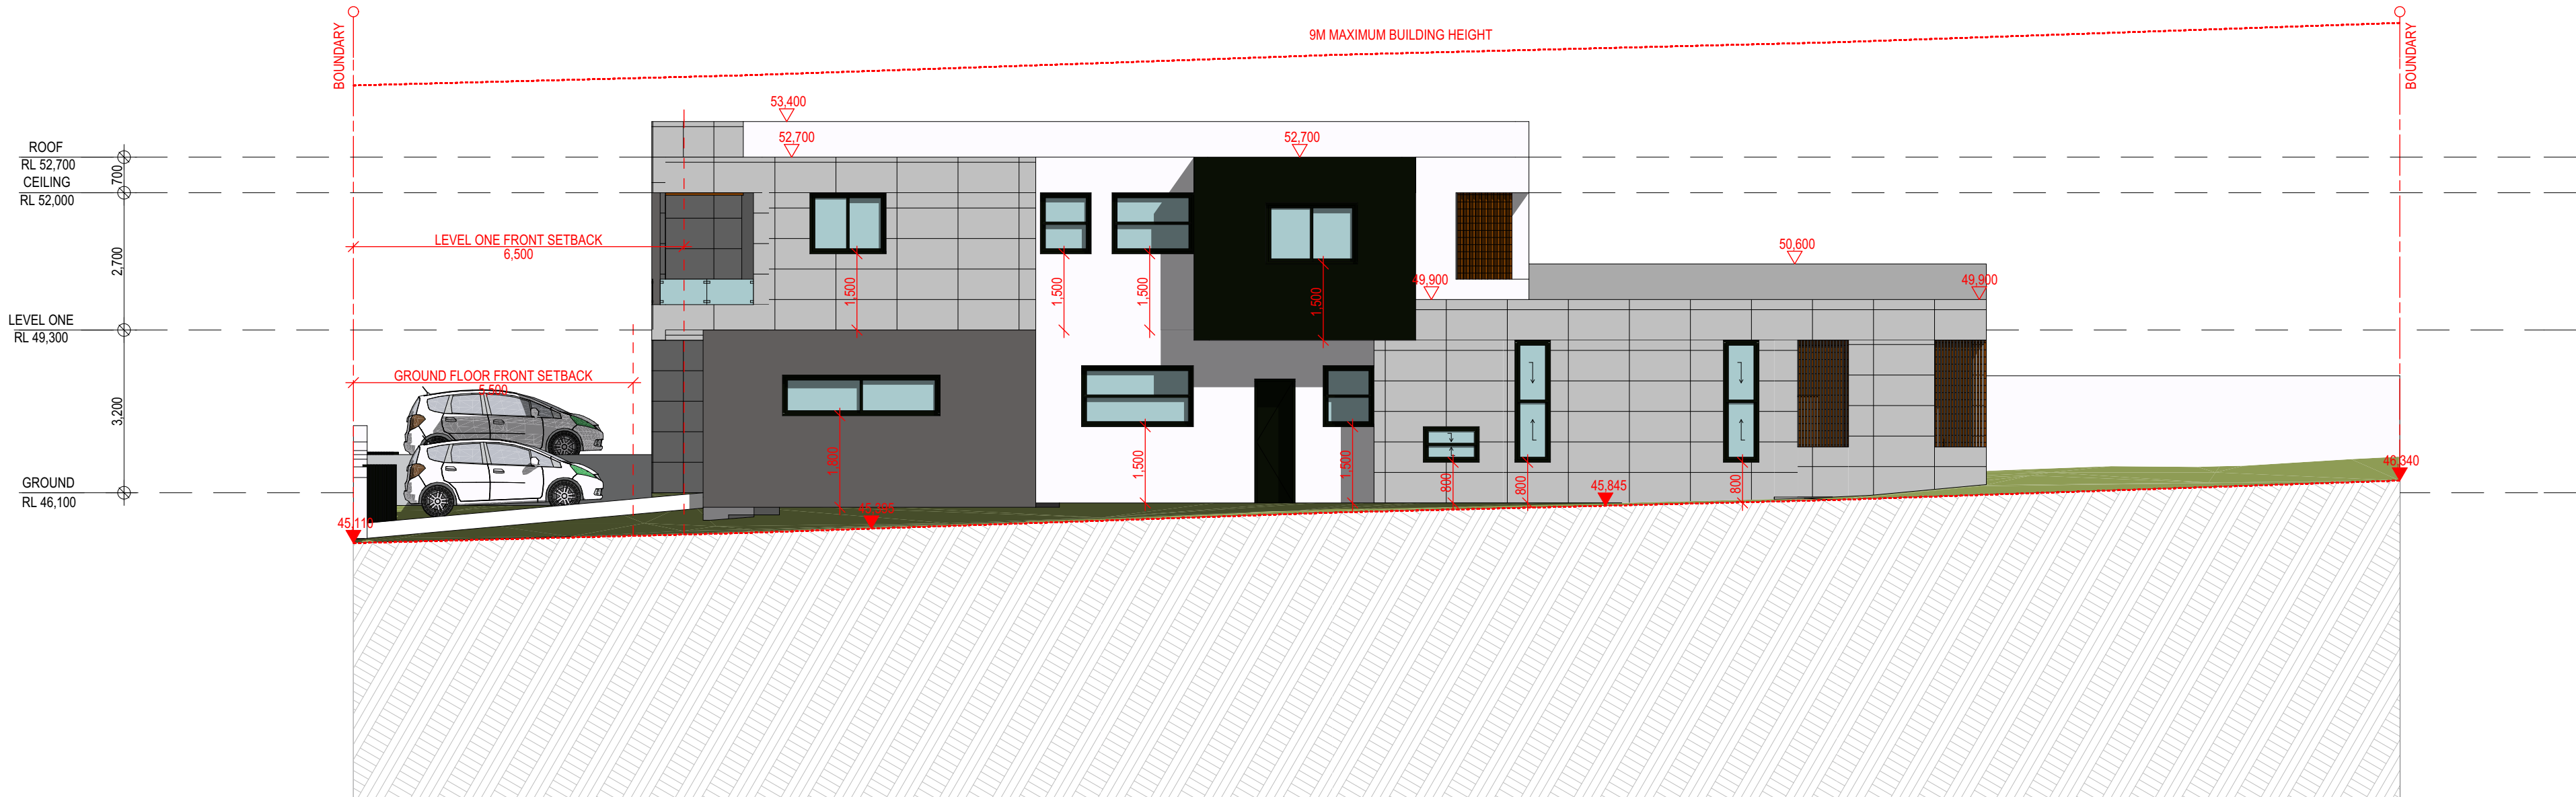 BOUNDARY
9M MAXIMUM BUILDING HEIGHT
BOUNDARY
53,400
52,700
52,700
ROOF
RL 52,700
700
CEILING
RL 52,000
2,700
LEVEL ONE FRONT SETBACK
6,500
50,600
49,900
49,900
1,500
1,500
1,500
1,500
LEVEL ONE
RL 49,300
3,200
GROUND FLOOR FRONT SETBACK
5,500
1,800
1,500
1,500
800
800
800
GROUND
RL 46,100
46,340
45,845
45,110